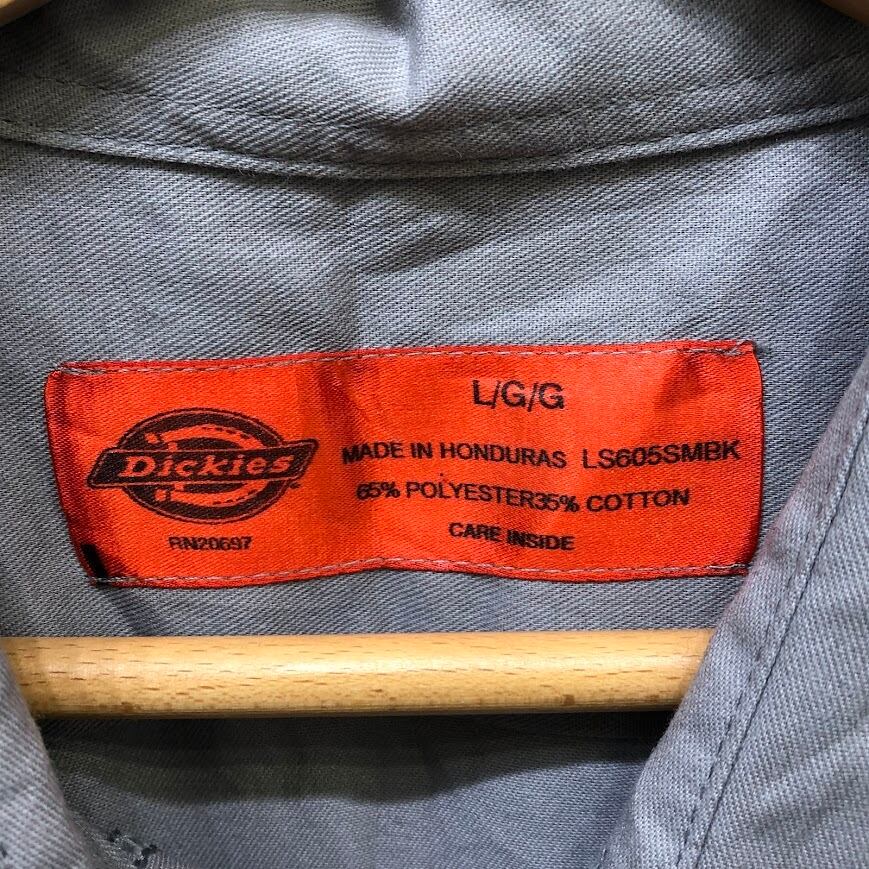 Dickies
RN20697
L/G/G
MADE IN HONDURAS LS605SMBK
65% POLYESTER35% COTTON
CARE INSIDE